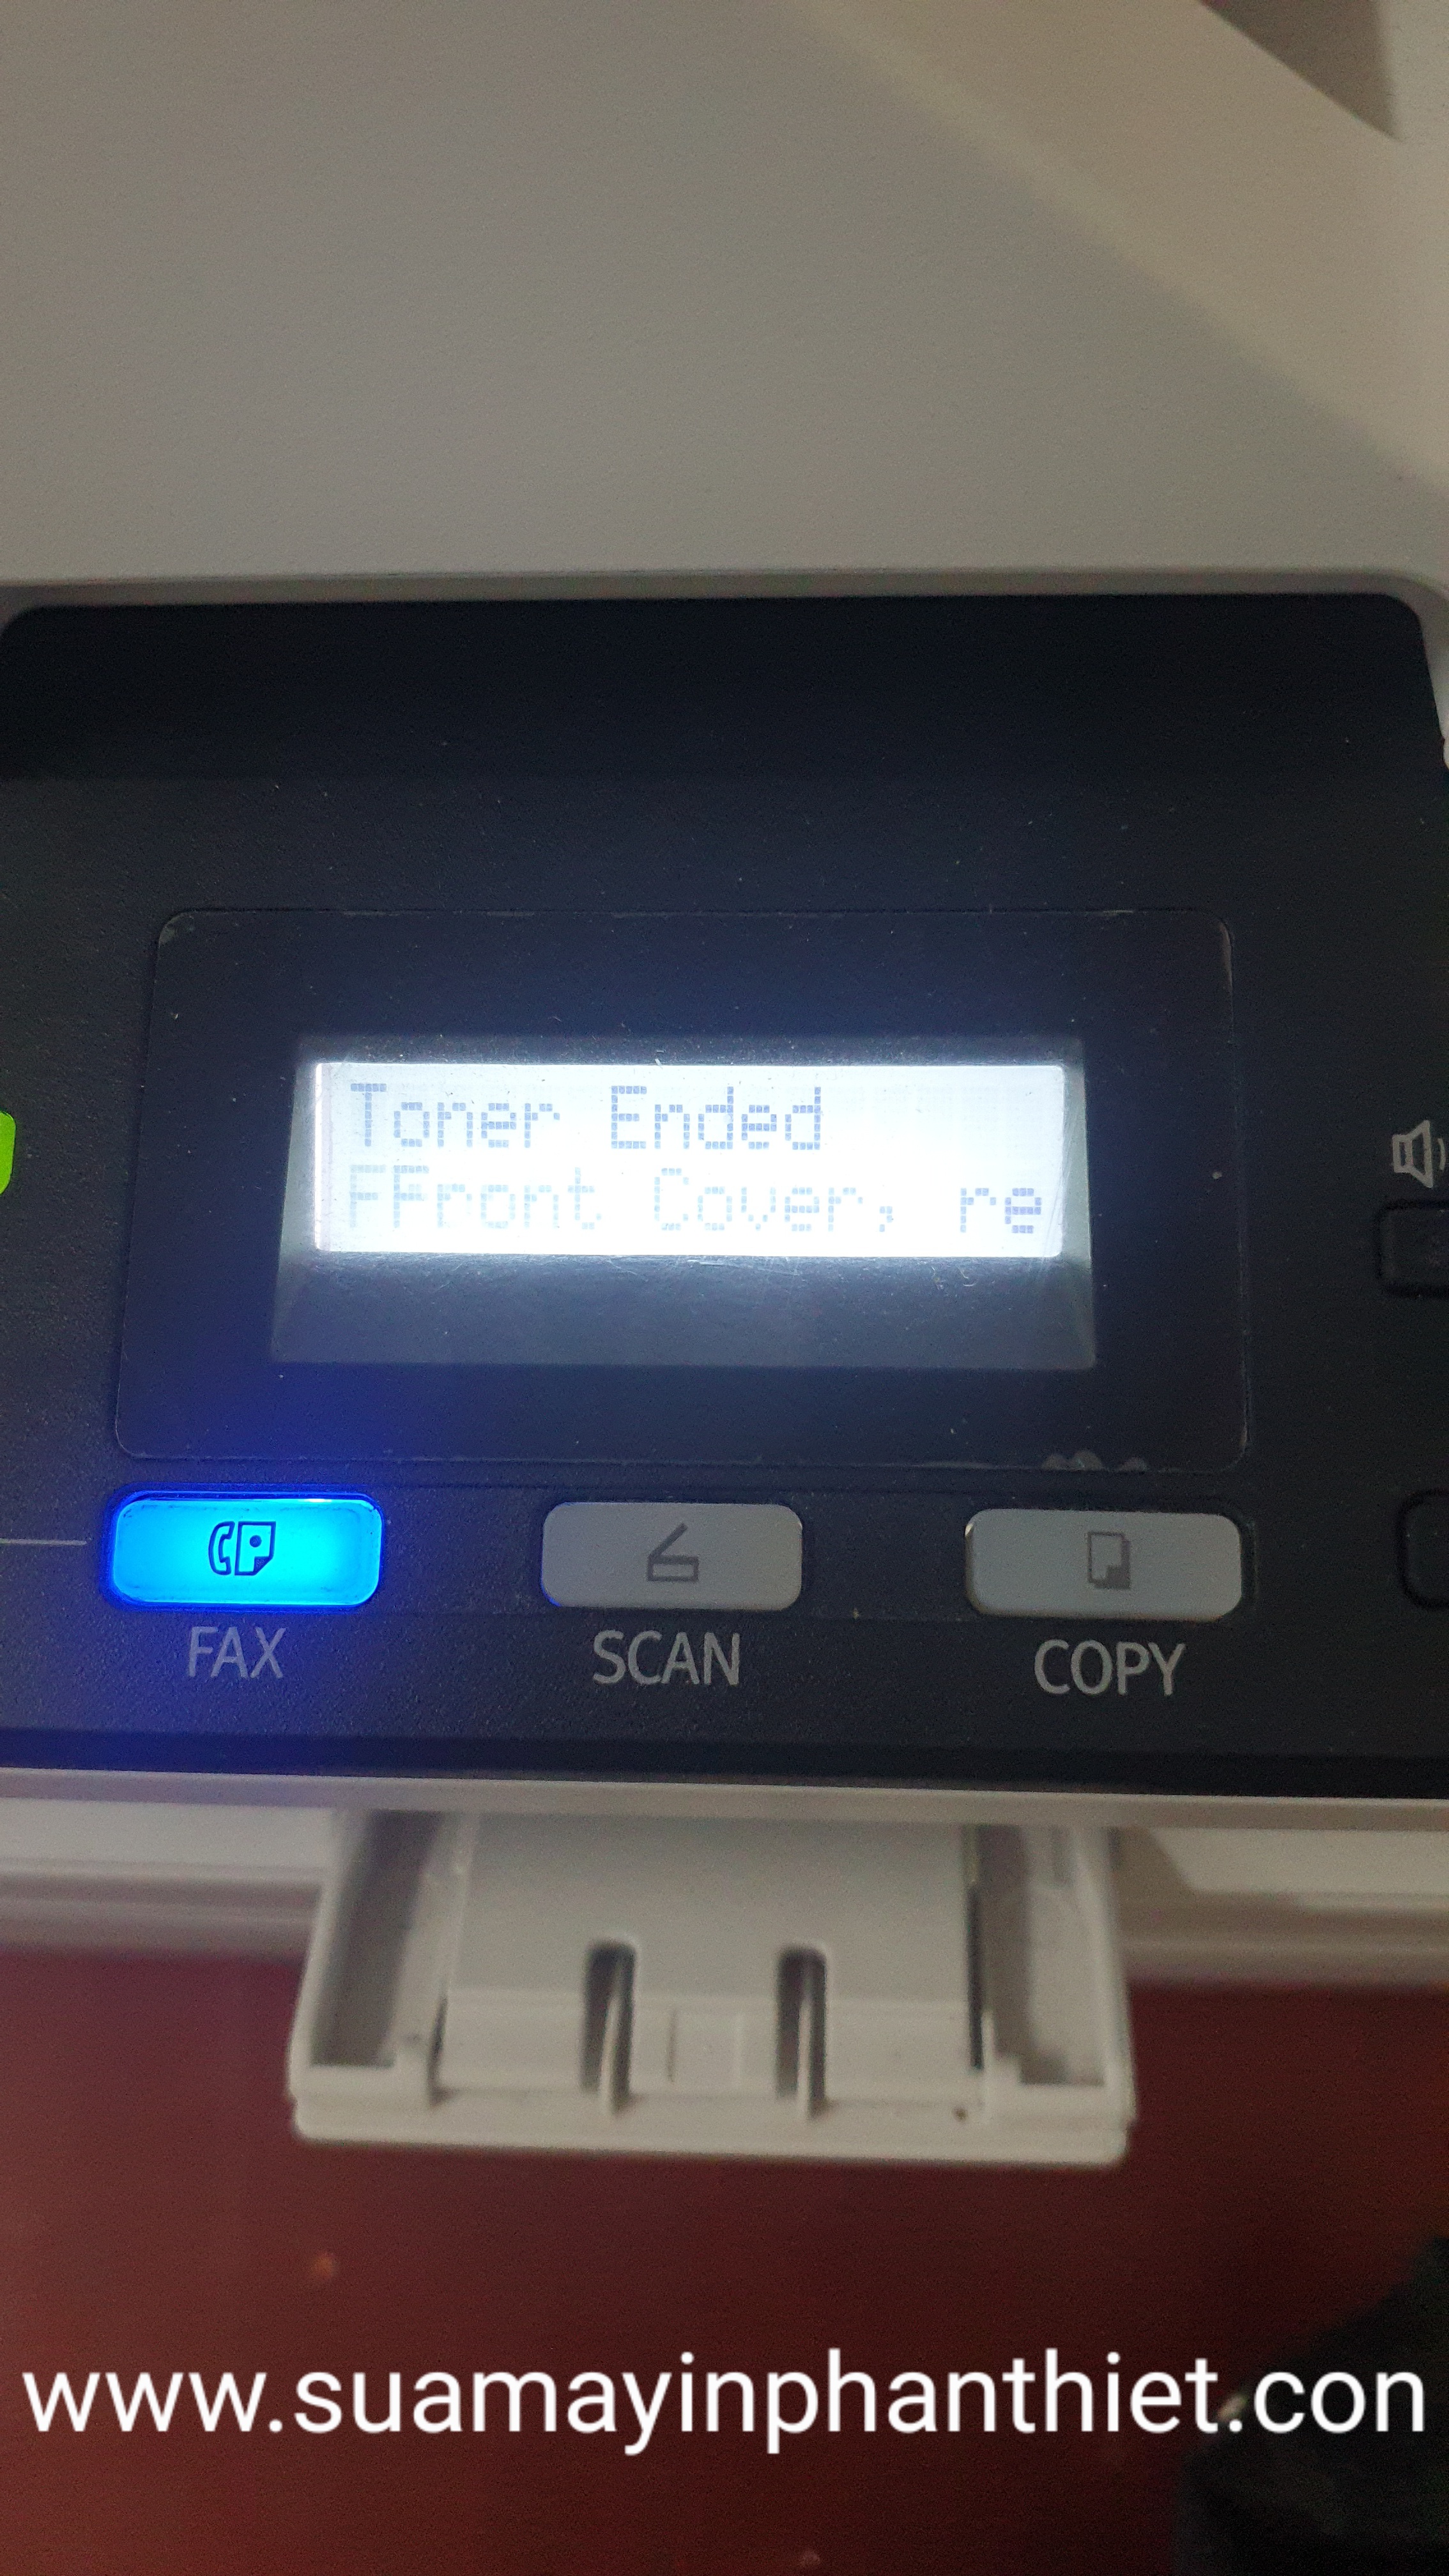 Toner Ended
FFront Cover, re
FAX
SCAN
COPY
www.suamayinphanthiet.con